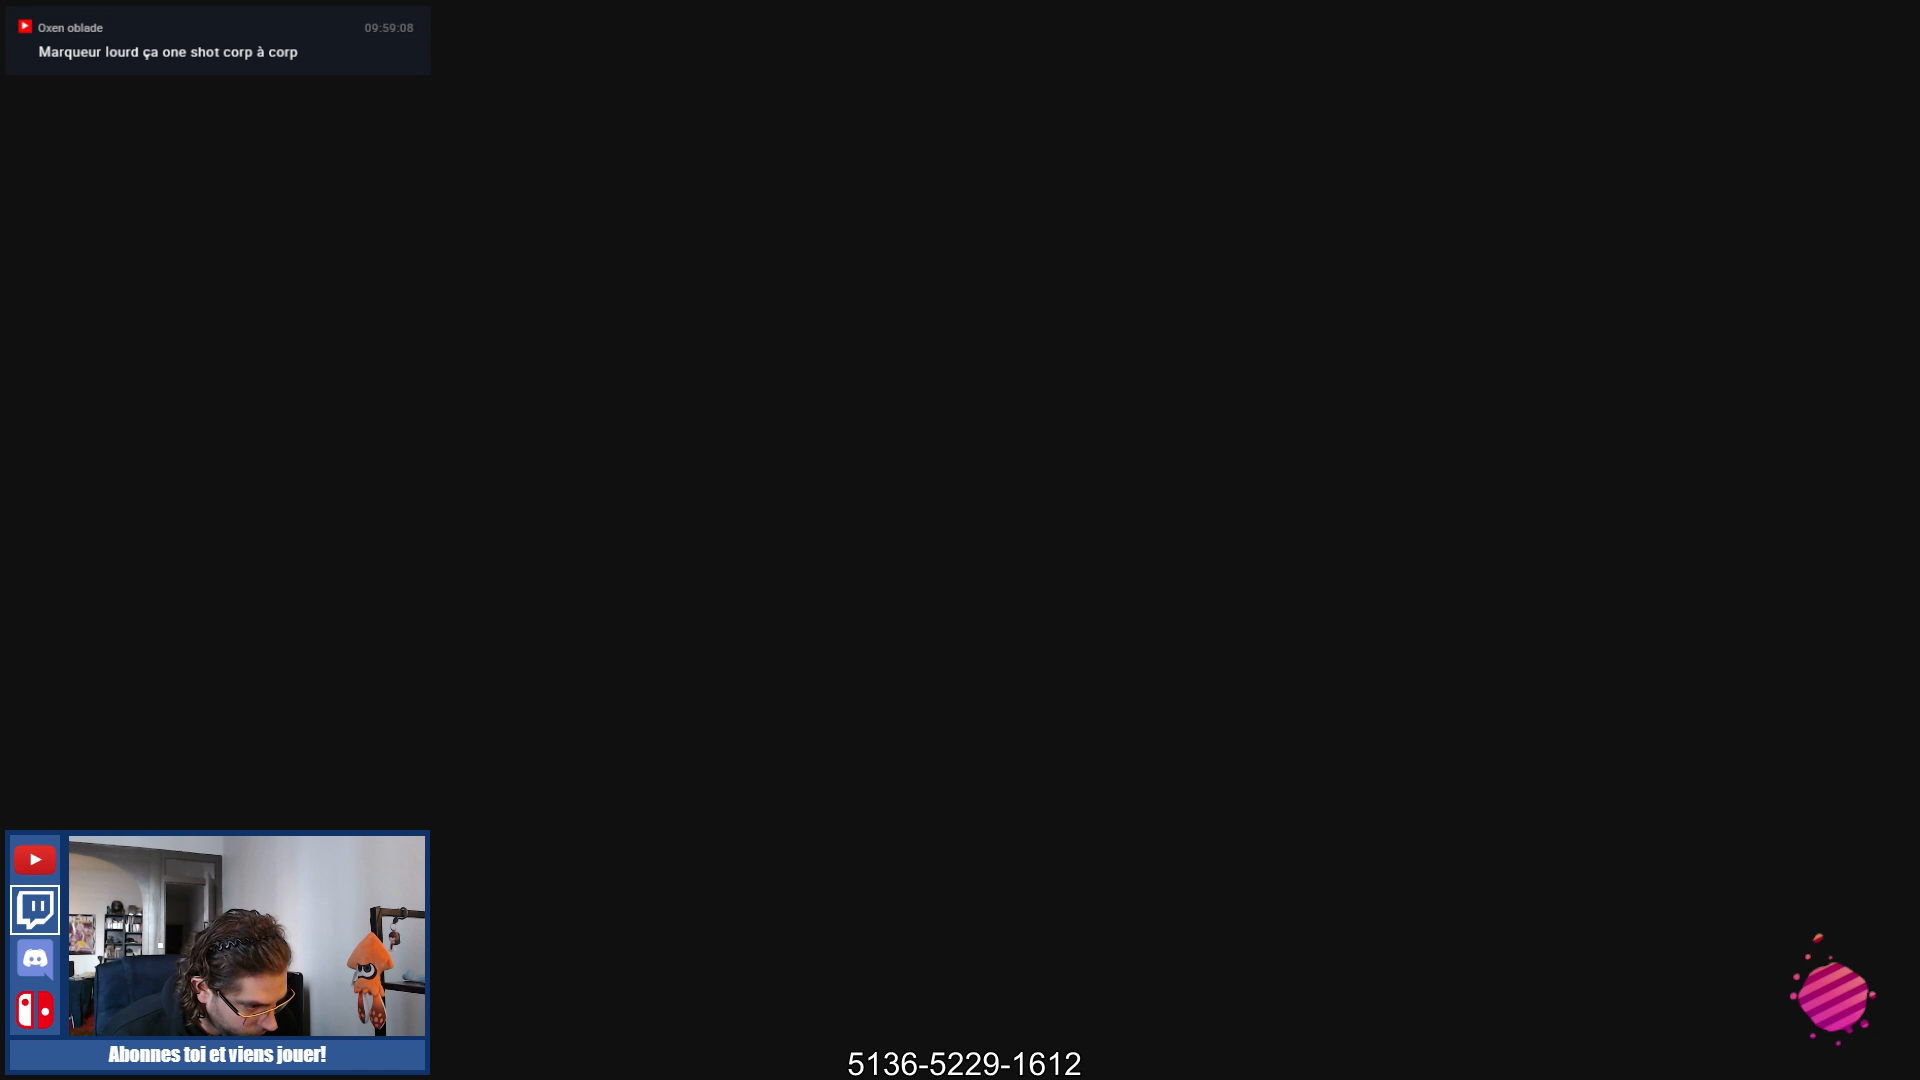 Oxen oblade 09:59:08
Marqueur lourd ça one shot corp à corp
Abonnes toi et viens jouer!
5136-5229-1612